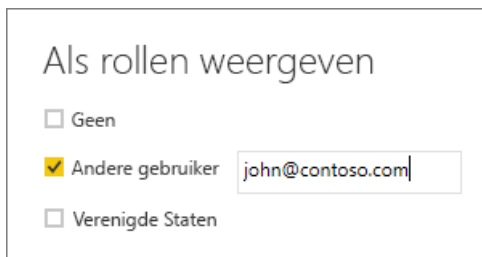 Als rollen weergeven
Geen
Andere gebruiker john@contoso.com
Verenigde Staten